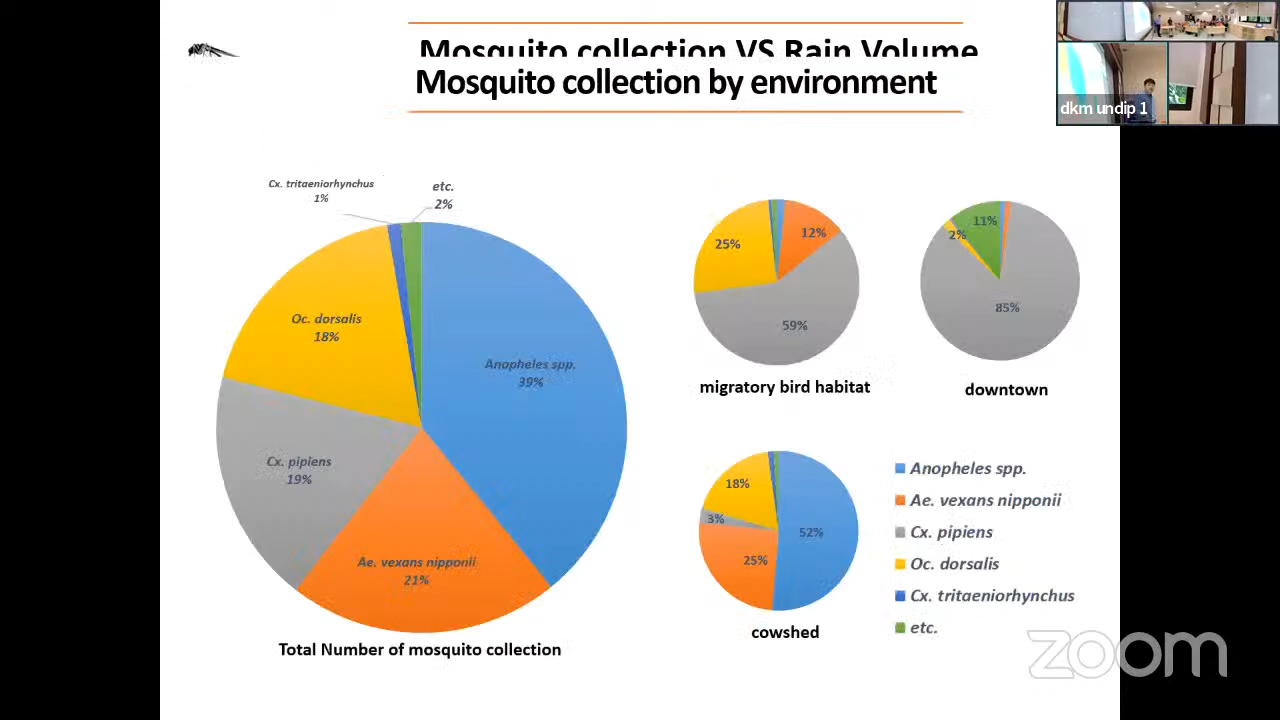 Mosquito collection VS Rain Volume
Mosquito collection by environment
dkm undip 1
Cx. tritaeniorhynchus
1%
etc.
2%
Oc. dorsalis
18%
Anopheles spp.
39%
Cx. pipiens
19%
Ae. vexans nipponii
21%
Total Number of mosquito collection
25%
12%
59%
migratory bird habitat
2%
11%
85%
downtown
18%
3%
52%
25%
cowshed
Anopheles spp.
Ae. vexans nipponii
Cx. pipiens
Oc. dorsalis
Cx. tritaeniorhynchus
etc.
zoom